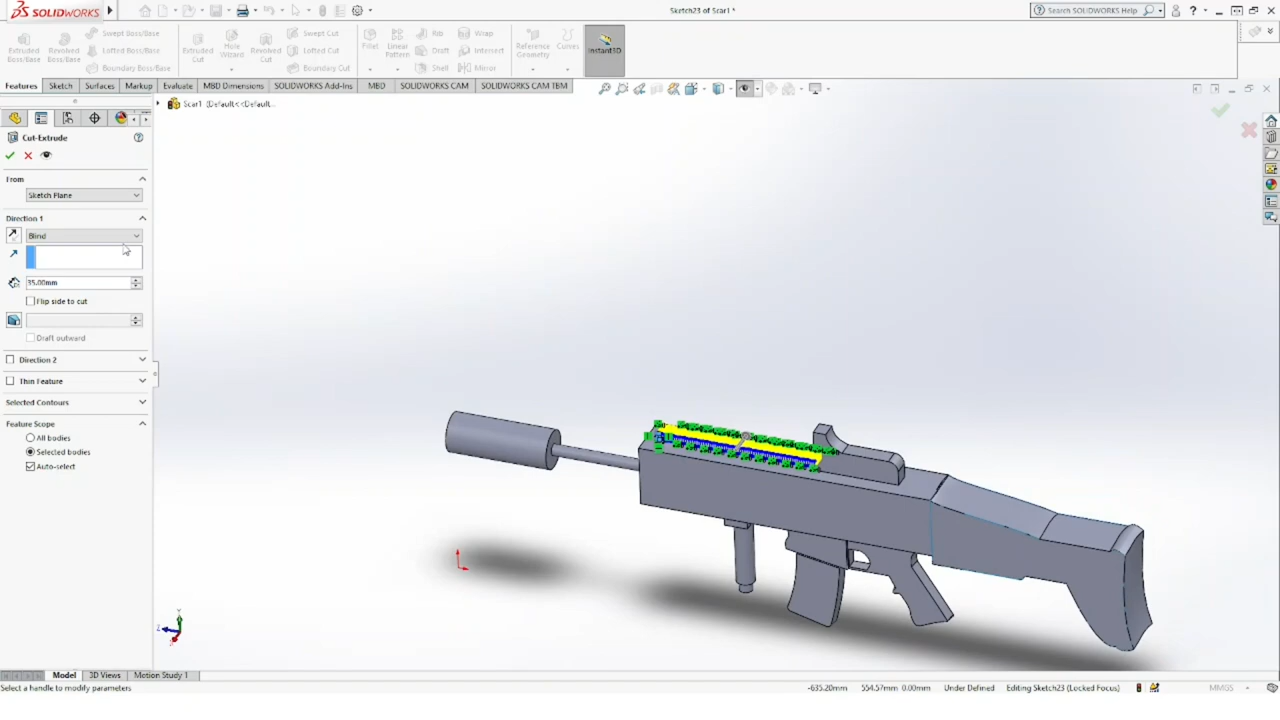 SOLIDWORKS
Sketch23 of Scar1 *
Search SOLIDWORKS Help
Extruded Boss/Base
Revolved Boss/Base
Swept Boss/Base
Lofted Boss/Base
Boundary Boss/Base
Extruded Cut
Hole Wizard
Revolved Cut
Swept Cut
Lofted Cut
Boundary Cut
Fillet
Linear Pattern
Rib
Draft
Shell
Wrap
Intersect
Mirror
Reference Geometry
Curves
Instant3D
Features
Sketch
Surfaces
Markup
Evaluate
MBD Dimensions
SOLIDWORKS Add-Ins
MBD
SOLIDWORKS CAM
SOLIDWORKS CAM TBM
Scar1 (Default<<Default...
Cut-Extrude
From
Sketch Plane
Direction 1
Blind
35.00mm
Flip side to cut
Draft outward
Direction 2
Thin Feature
Selected Contours
Feature Scope
All bodies
Selected bodies
Auto-select
Y
Z
Model
3D Views
Motion Study 1
Select a handle to modify parameters
-635.20mm
554.57mm 0.00mm
Under Defined
Editing Sketch23 (Locked Focus)
MMGS